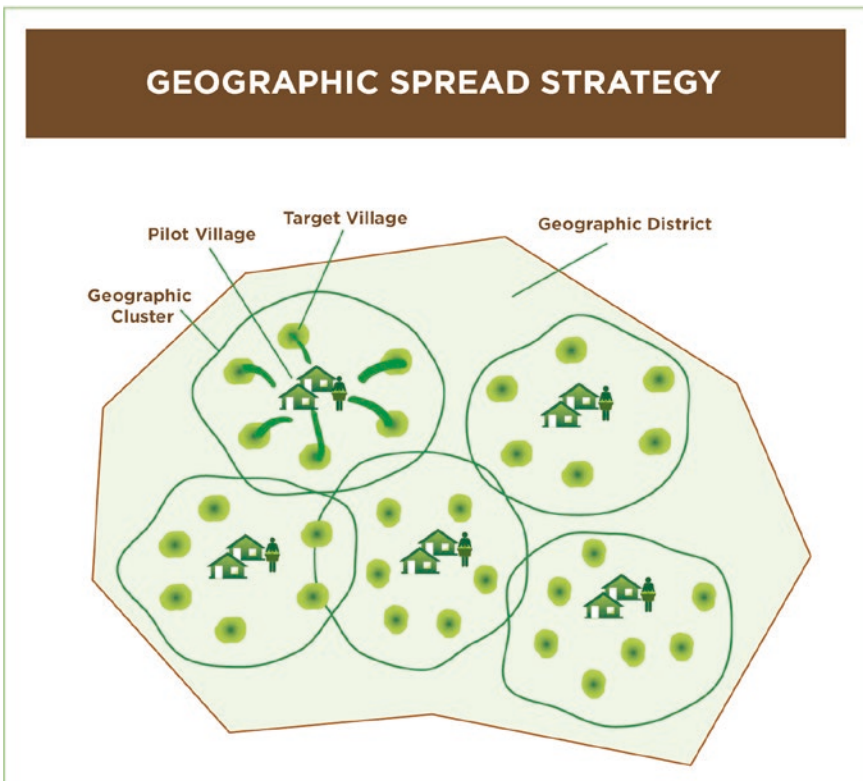 GEOGRAPHIC SPREAD STRATEGY
Target Village
Pilot Village
Geographic District
Geographic
Cluster